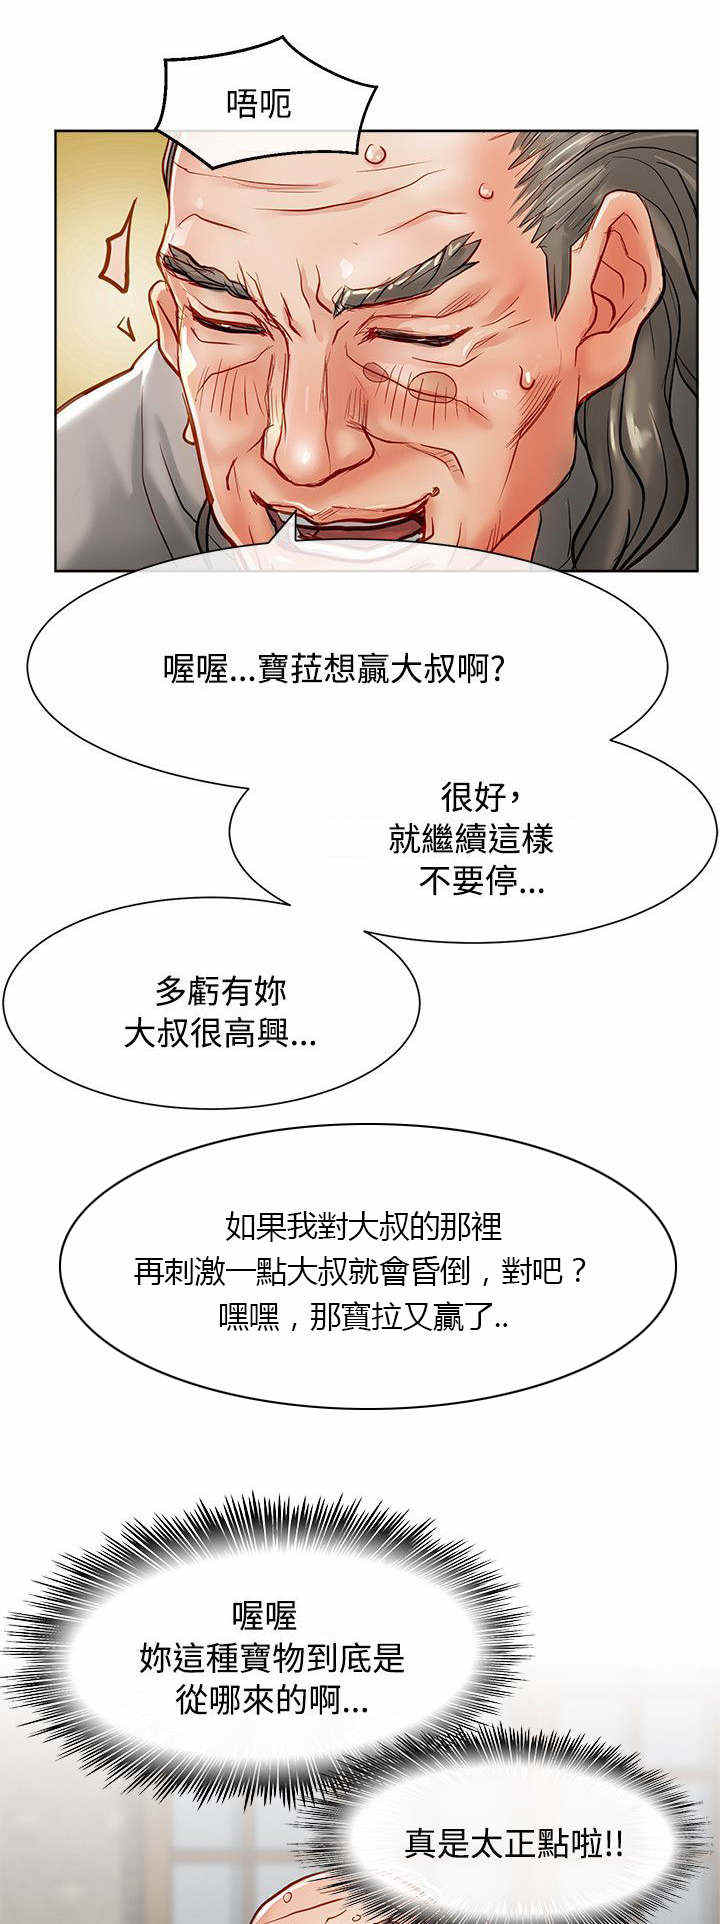 唔呃
喔喔...寶菈想贏大叔啊?
很好,
就繼續這樣
不要停...
多虧有妳
大叔很高興...
如果我對大叔的那裡
再刺激一點大叔就會昏倒，對吧？
嘿嘿，那寶拉又贏了..
喔喔
妳這種寶物到底是
從哪來的啊...
真是太正點啦!!